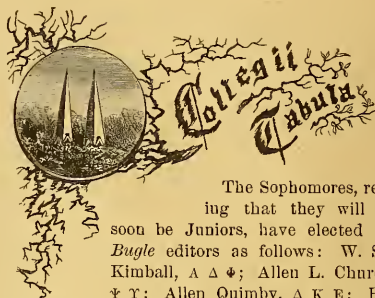 Collegii
Tabula
The Sophomores, re
ing that they will
soon be Juniors, have elected
Bugle editors as follows: W. S
Kimball, Α Δ Φ; Allen L. Chur
Ψ Υ; Allen Quimby, Δ Κ Ε; F